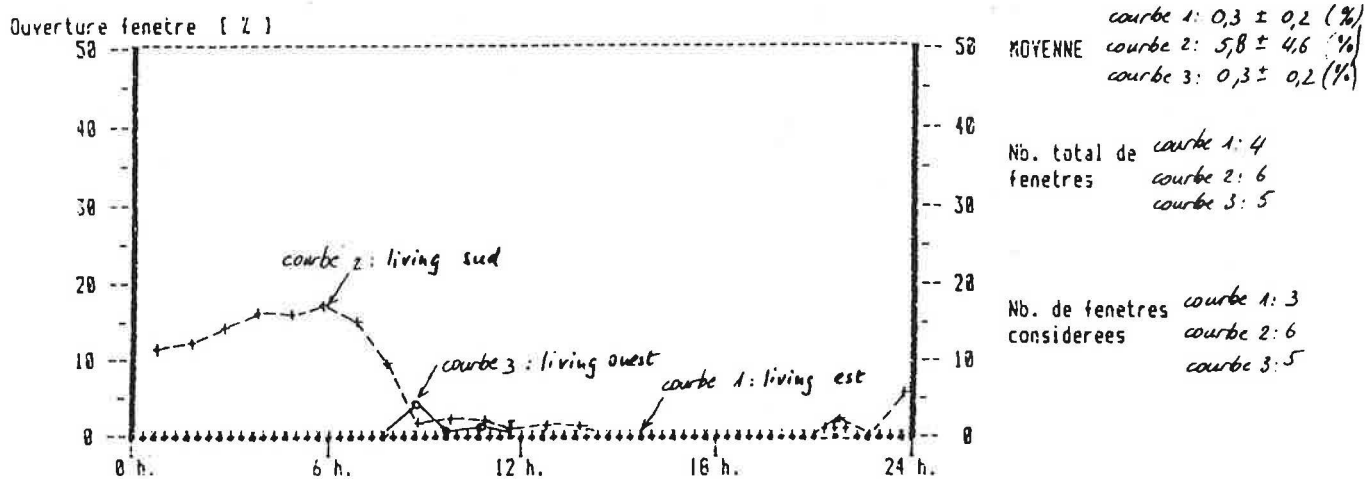 Ouverture fenetre [ % ]
50
40
30
20
10
0
0 h.
6 h.
12 h.
16 h.
24 h.
50
40
30
20
10
0
courbe 2: living sud
courbe 3: living ouest
courbe 1: living est
MOYENNE
courbe 1: 0,3 ± 0,2 (%)
courbe 2: 5,8 ± 4,6 (%)
courbe 3: 0,3 ± 0,2 (%)
Nb. total de
fenetres
courbe 1: 4
courbe 2: 6
courbe 3: 5
Nb. de fenetres
considerees
courbe 1: 3
courbe 2: 6
courbe 3: 5